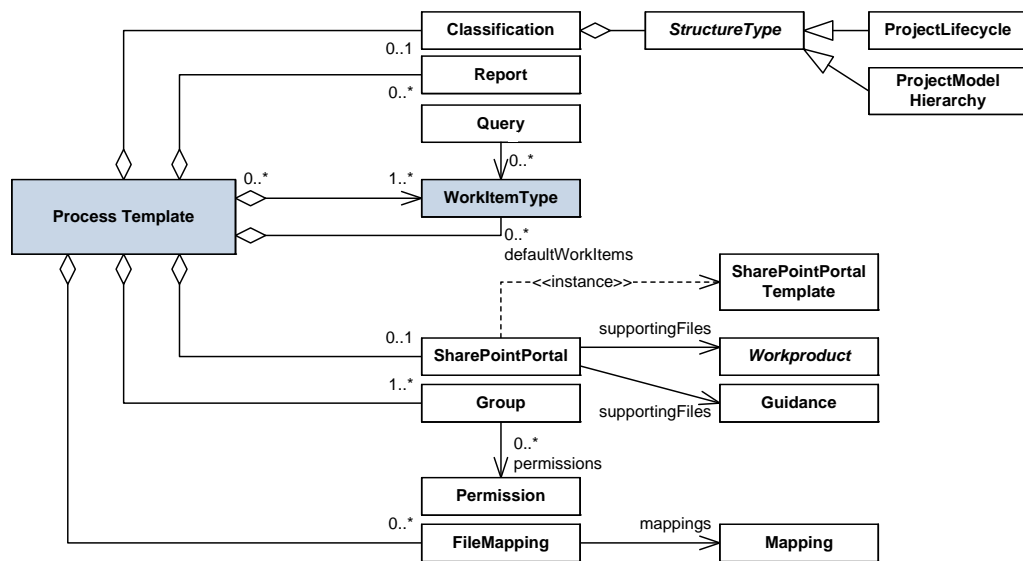 Classification
StructureType
ProjectLifecycle
0..1
Report
ProjectModel
Hierarchy
0..*
Query
0..*
0..*
1..*
WorkItemType
Process Template
0..*
defaultWorkItems
<<instance>>
SharePointPortal
Template
0..1
SharePointPortal
supportingFiles
Workproduct
1..*
Group
supportingFiles
Guidance
0..*
permissions
Permission
0..*
FileMapping
mappings
Mapping